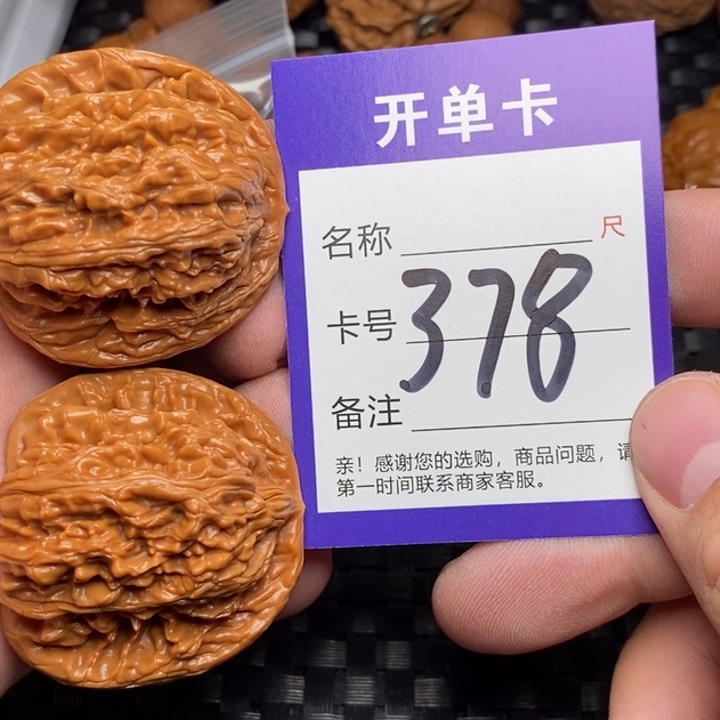 开单卡
名称 尺
卡号 378
备注
亲！感谢您的选购，商品问题，请
第一时间联系商家客服。